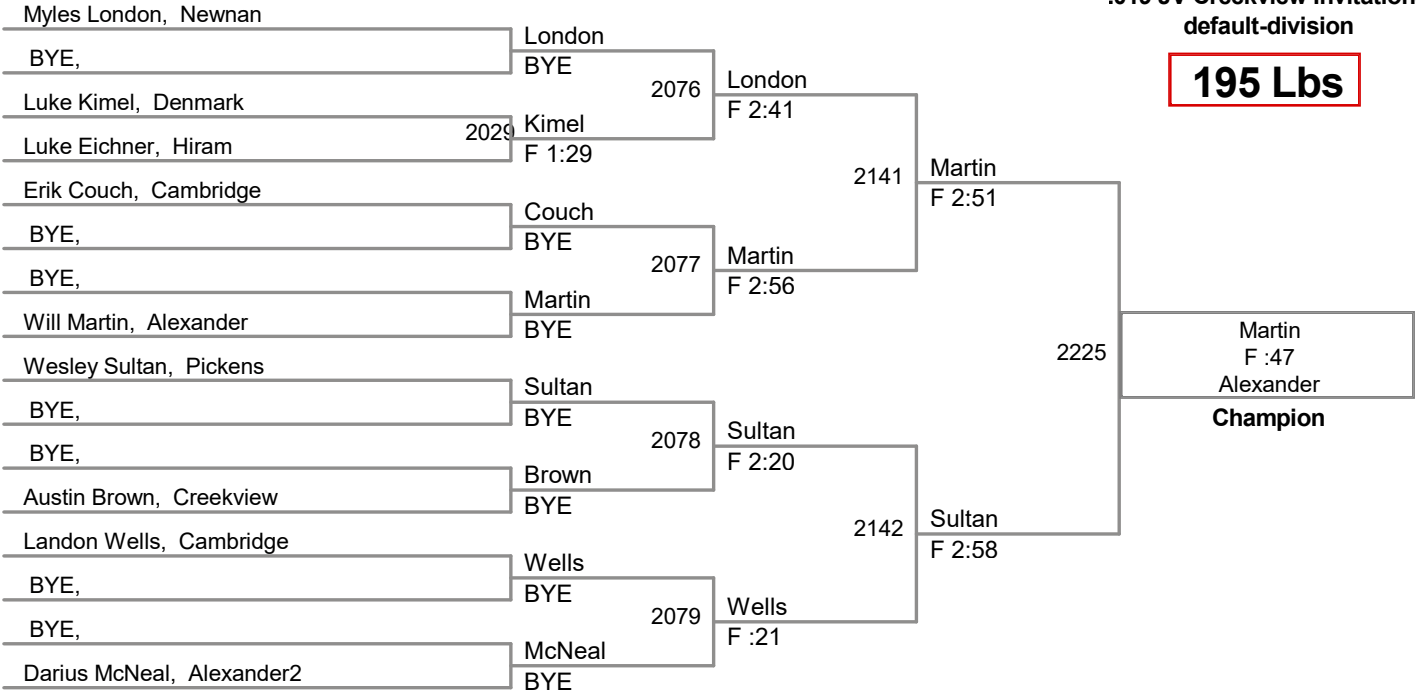 Myles London, Newnan
BYE,
Luke Kimel, Denmark
Luke Eichner, Hiram
Erik Couch, Cambridge
BYE,
BYE,
Will Martin, Alexander
Wesley Sultan, Pickens
BYE,
BYE,
Austin Brown, Creekview
Landon Wells, Cambridge
BYE,
BYE,
Darius McNeal, Alexander2
2029
London
BYE
Kimel
F 1:29
Couch
BYE
Martin
BYE
Sultan
BYE
Brown
BYE
Wells
BYE
McNeal
BYE
2076
2077
2078
2079
London
F 2:41
Martin
F 2:56
Sultan
F 2:20
Wells
F :21
2141
2142
Martin
F 2:51
Sultan
F 2:58
2225
Martin
F :47
Alexander
Champion
JV Creekview
default-division
195 Lbs